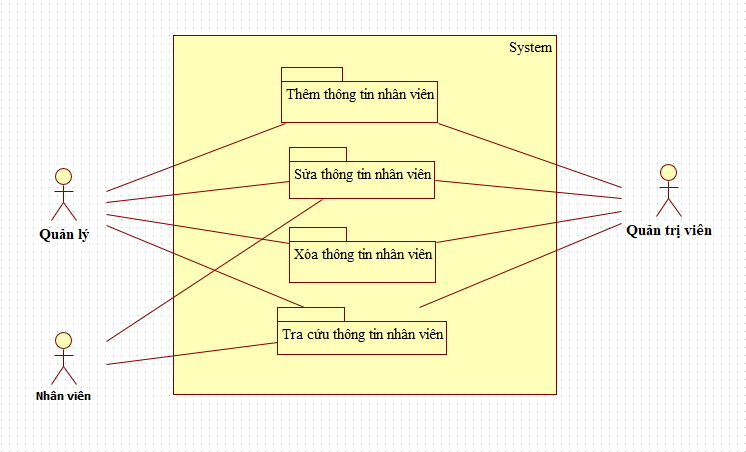 System
Thêm thông tin nhân viên
Sửa thông tin nhân viên
Quản lý
Quản trị viên
Xóa thông tin nhân viên
Tra cứu thông tin nhân viên
Nhân viên